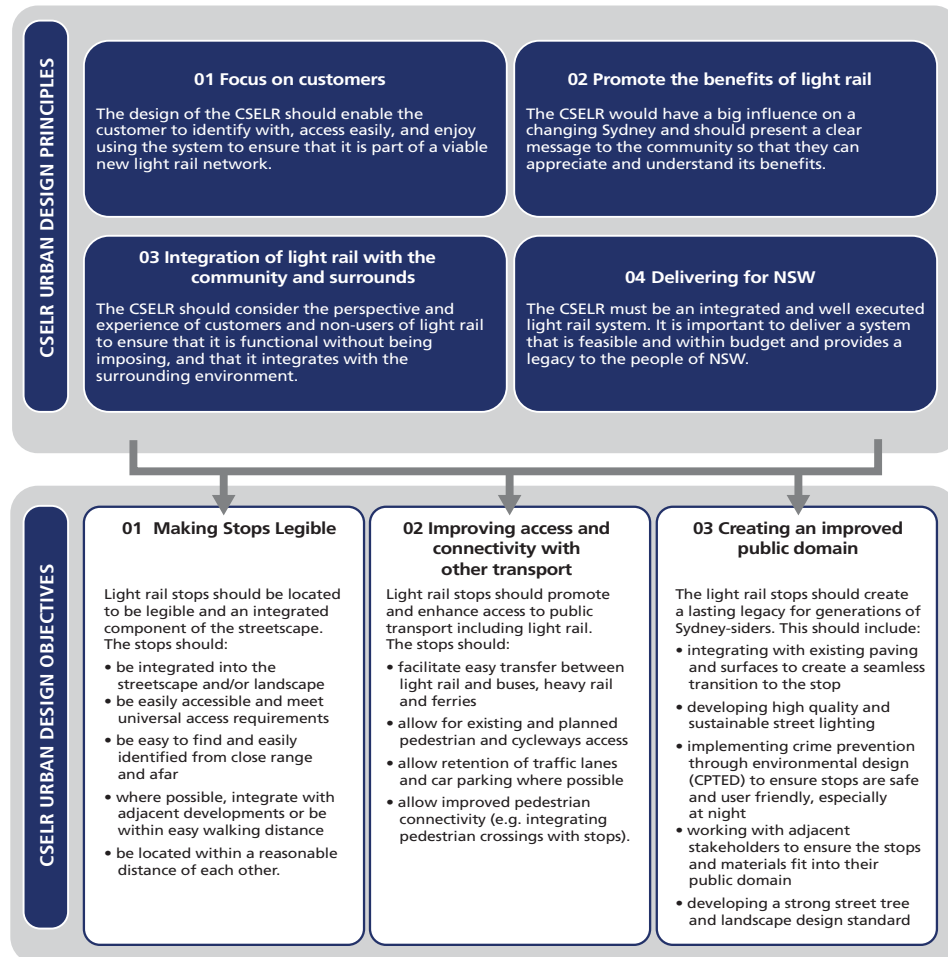 CSELR URBAN DESIGN PRINCIPLES
01 Focus on customers
The design of the CSELR should enable the
customer to identify with, access easily, and enjoy
using the system to ensure that it is part of a viable
new light rail network.
02 Promote the benefits of light rail
The CSELR would have a big influence on a
changing Sydney and should present a clear
message to the community so that they can
appreciate and understand its benefits.
03 Integration of light rail with the
community and surrounds
The CSELR should consider the perspective and
experience of customers and non-users of light rail
to ensure that it is functional without being
imposing, and that it integrates with the
surrounding environment.
04 Delivering for NSW
The CSELR must be an integrated and well executed
light rail system. It is important to deliver a system
that is feasible and within budget and provides a
legacy to the people of NSW.
CSELR URBAN DESIGN OBJECTIVES
01 Making Stops Legible
Light rail stops should be located
to be legible and an integrated
component of the streetscape.
The stops should:
• be integrated into the
streetscape and/or landscape
• be easily accessible and meet
universal access requirements
• be easy to find and easily
identified from close range
and afar
• where possible, integrate with
adjacent developments or be
within easy walking distance
• be located within a reasonable
distance of each other.
02 Improving access and
connectivity with
other transport
Light rail stops should promote
and enhance access to public
transport including light rail.
The stops should:
• facilitate easy transfer between
light rail and buses, heavy rail
and ferries
• allow for existing and planned
pedestrian and cycleways access
• allow retention of traffic lanes
and car parking where possible
• allow improved pedestrian
connectivity (e.g. integrating
pedestrian crossings with stops).
03 Creating an improved
public domain
The light rail stops should create
a lasting legacy for generations of
Sydney-siders. This should include:
• integrating with existing paving
and surfaces to create a seamless
transition to the stop
• developing high quality and
sustainable street lighting
• implementing crime prevention
through environmental design
(CPTED) to ensure stops are safe
and user friendly, especially
at night
• working with adjacent
stakeholders to ensure the stops
and materials fit into their
public domain
• developing a strong street tree
and landscape design standard